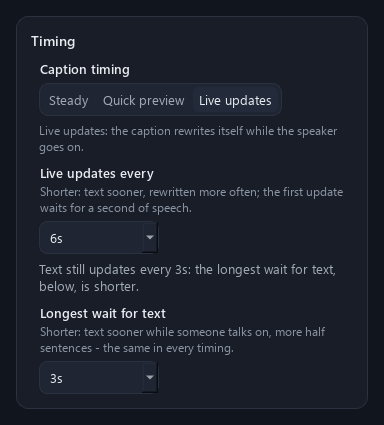 Timing
Caption timing
Steady Quick preview Live updates
Live updates: the caption rewrites itself while the speaker
goes on.
Live updates every
Shorter: text sooner, rewritten more often; the first update
waits for a second of speech.
6s
Text still updates every 3s: the longest wait for text,
below, is shorter.
Longest wait for text
Shorter: text sooner while someone talks on, more half
sentences - the same in every timing.
3s